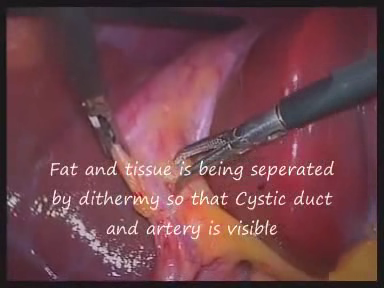 Fat and tissue is being seperated
by dithermy so that Cystic duct
and artery is visible